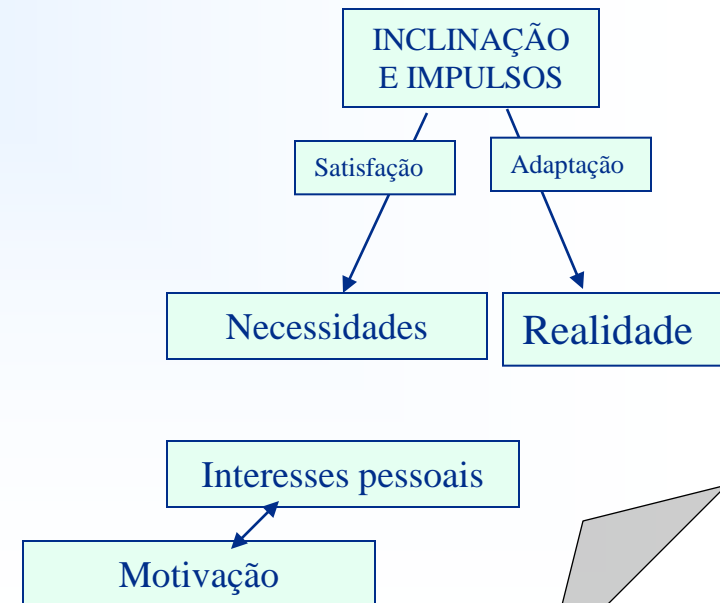 INCLINAÇÃO
E IMPULSOS
Satisfação
Adaptação
Necessidades
Realidade
Interesses pessoais
Motivação